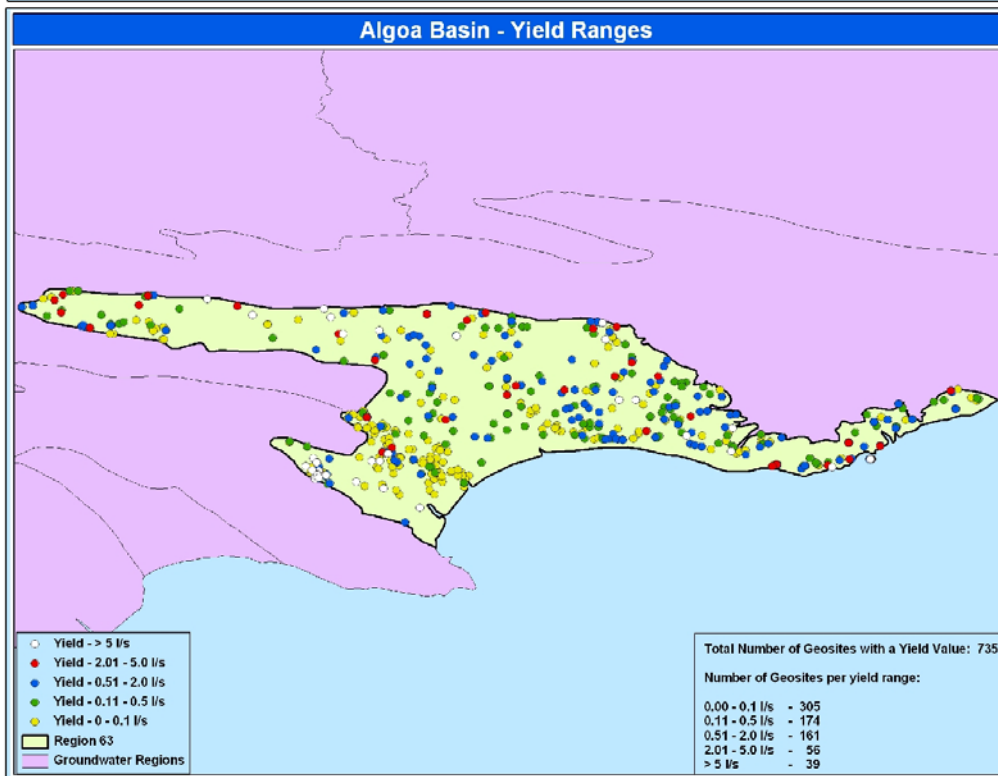 Algoa Basin - Yield Ranges
Yield - > 5 l/s
Yield - 2.01 - 5.0 l/s
Yield - 0.51 - 2.0 l/s
Yield - 0.11 - 0.5 l/s
Yield - 0 - 0.1 l/s
Region 63
Groundwater Regions
Total Number of Geosites with a Yield Value: 735
Number of Geosites per yield range:
0.00 - 0.1 l/s - 305
0.11 - 0.5 l/s - 174
0.51 - 2.0 l/s - 161
2.01 - 5.0 l/s - 56
> 5 l/s - 39